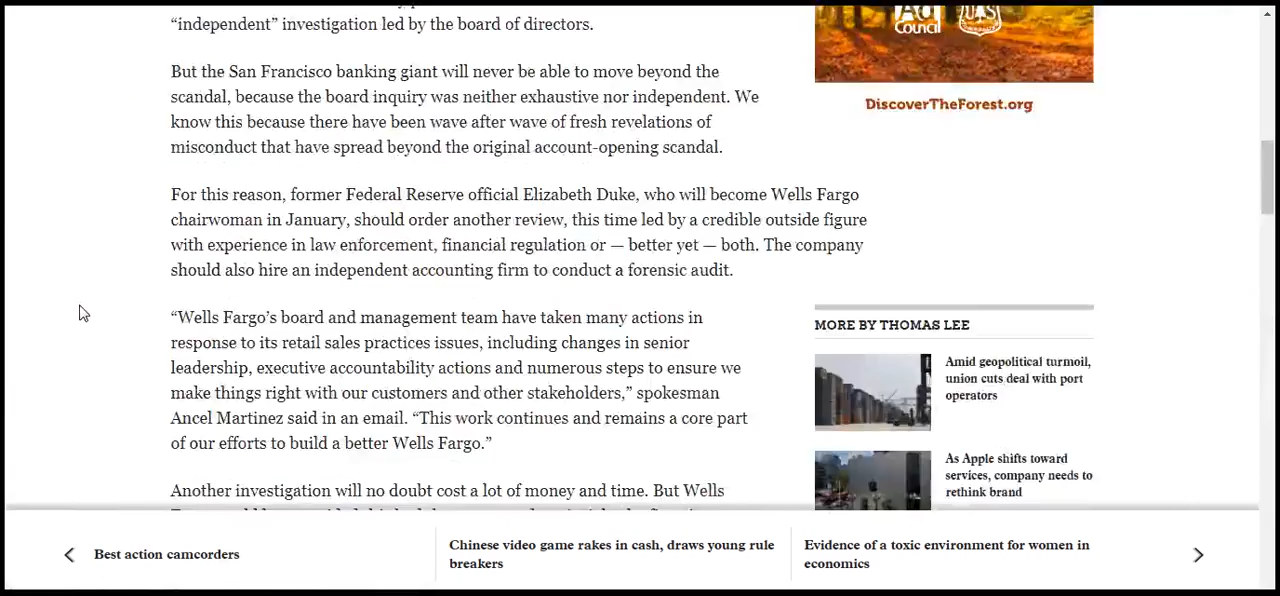 “independent” investigation led by the board of directors.
But the San Francisco banking giant will never be able to move beyond the
scandal, because the board inquiry was neither exhaustive nor independent. We
know this because there have been wave after wave of fresh revelations of
misconduct that have spread beyond the original account-opening scandal.
For this reason, former Federal Reserve official Elizabeth Duke, who will become Wells Fargo
chairwoman in January, should order another review, this time led by a credible outside figure
with experience in law enforcement, financial regulation or — better yet — both. The company
should also hire an independent accounting firm to conduct a forensic audit.
“Wells Fargo’s board and management team have taken many actions in
response to its retail sales practices issues, including changes in senior
leadership, executive accountability actions and numerous steps to ensure we
make things right with our customers and other stakeholders,” spokesman
Ancel Martinez said in an email. “This work continues and remains a core part
of our efforts to build a better Wells Fargo.”
Another investigation will no doubt cost a lot of money and time. But Wells
Ad
Council
US
DiscoverTheForest.org
MORE BY THOMAS LEE
Amid geopolitical turmoil,
union cuts deal with port
operators
As Apple shifts toward
services, company needs to
rethink brand
Best action camcorders
Chinese video game rakes in cash, draws young rule
breakers
Evidence of a toxic environment for women in
economics